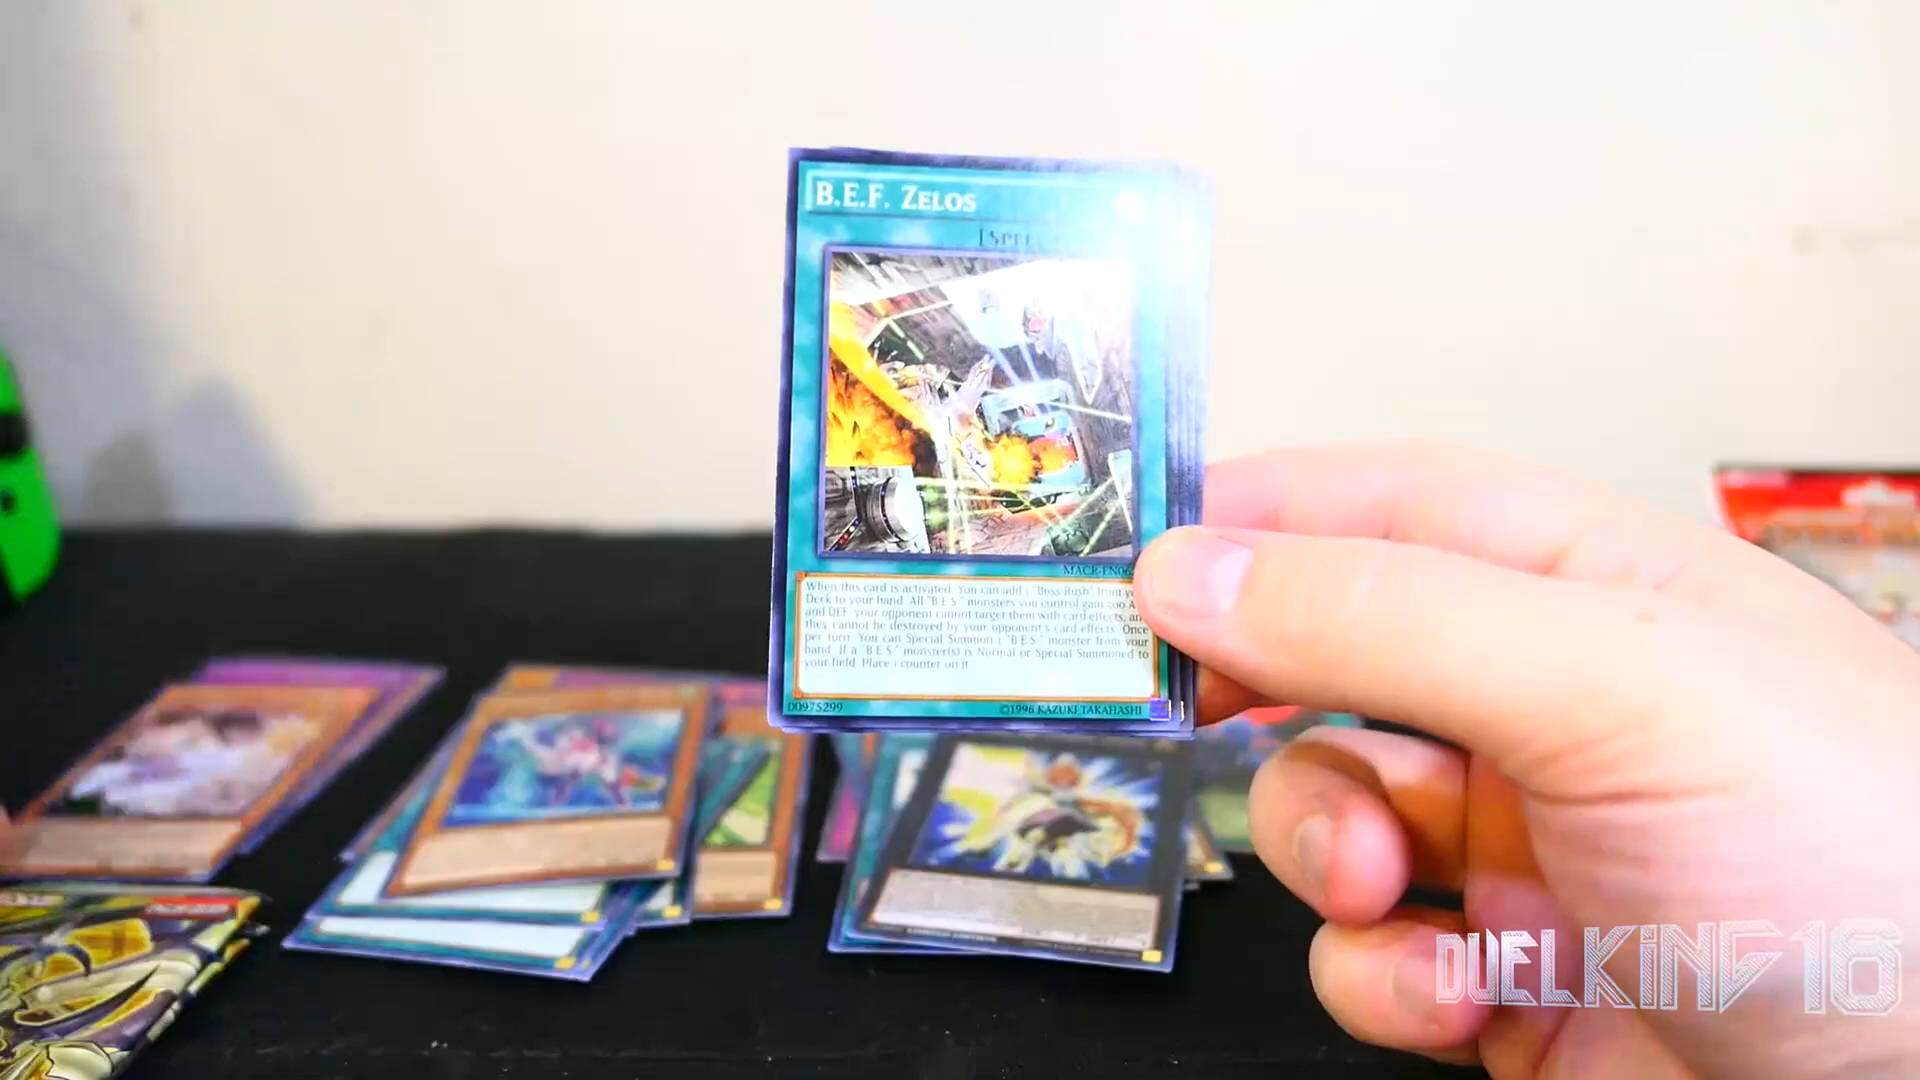 B.E.F. Zelos
MACR-EN06
When this card is activated: You can add 1 "Boss Rush" from
Deck to your hand. All "B.E.S." monsters you control gain 500
and DEF, your opponent cannot target them with card effects,
they cannot be destroyed by your opponent's card effects. Once
per turn: You can Special Summon 1 "B.E.S." monster from your
hand. If a "B.E.S." monster(s) is Normal or Special Summoned to
your field: Place 1 counter on it.
00975299
©1996 KAZUKI TAKAHASHI
DUELKING16